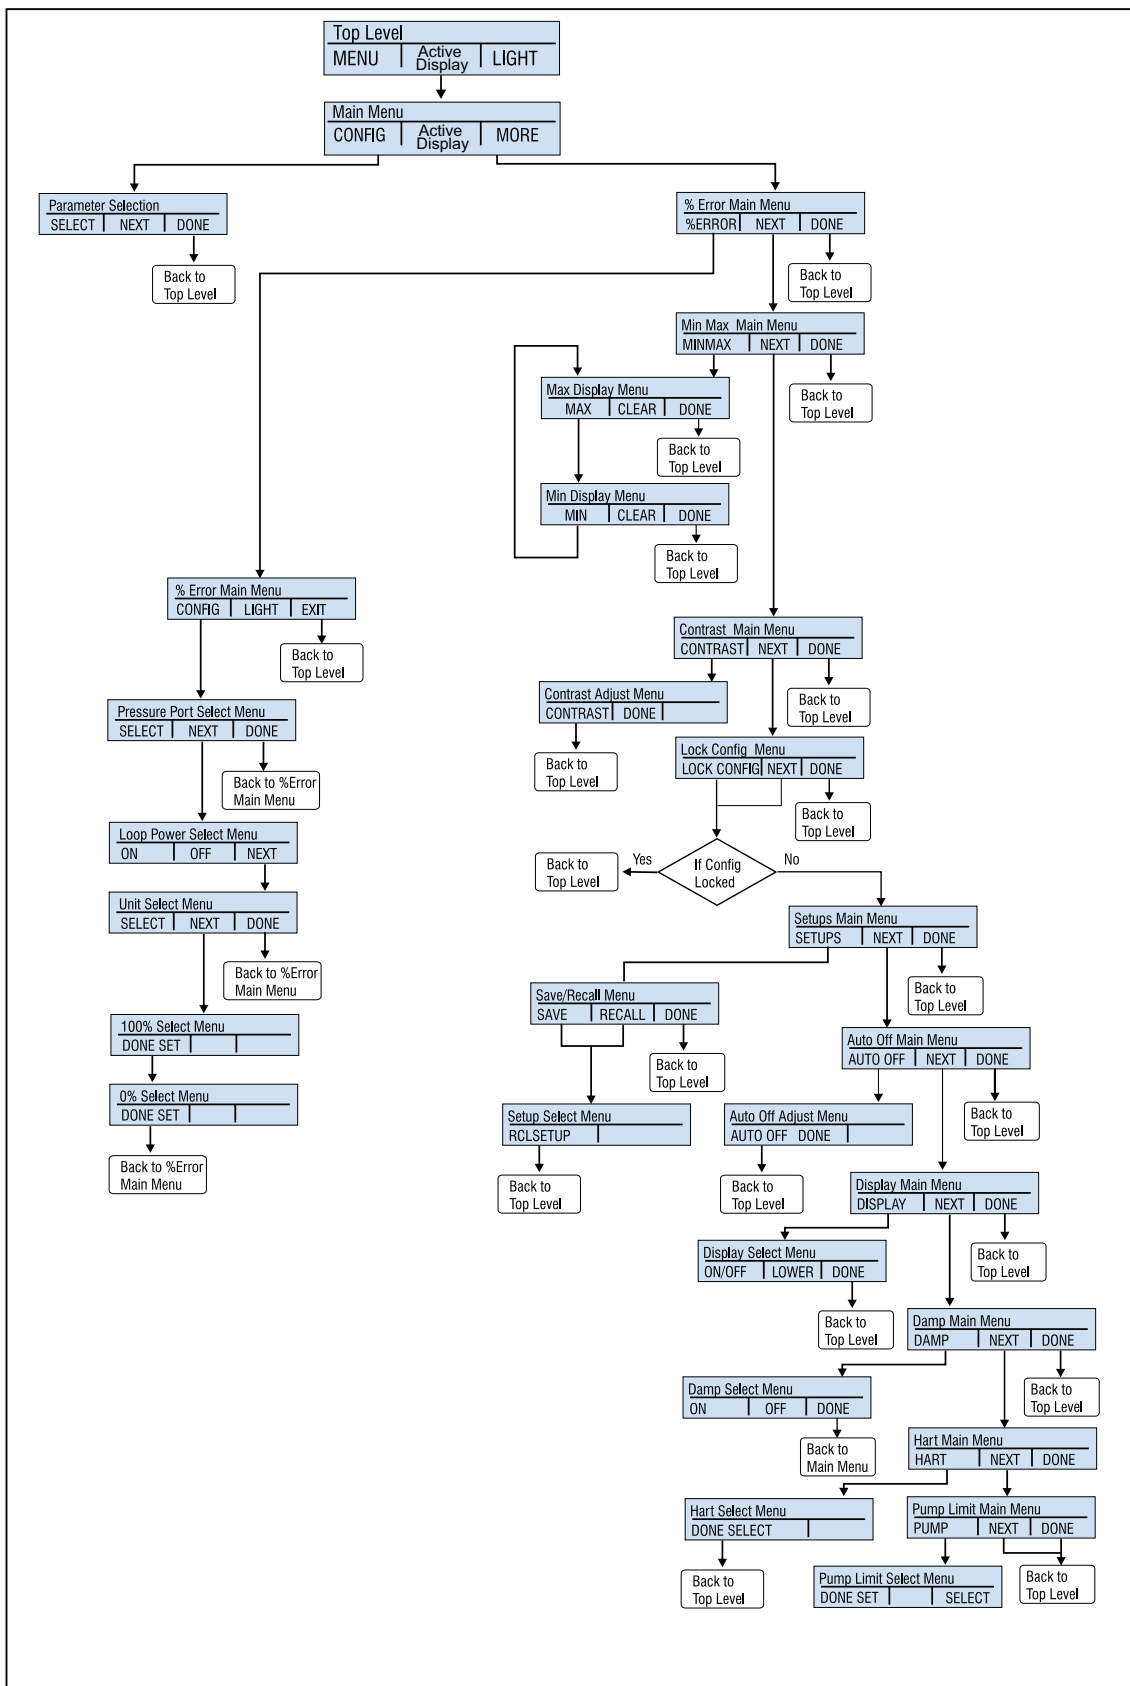 Top Level
MENU Active Display LIGHT
Main Menu
CONFIG Active Display MORE
Parameter Selection
SELECT NEXT DONE
Back to
Top Level
% Error Main Menu
%ERROR NEXT DONE
Back to
Top Level
Min Max Main Menu
MINMAX NEXT DONE
Back to
Top Level
Max Display Menu
MAX CLEAR DONE
Back to
Top Level
Min Display Menu
MIN CLEAR DONE
Back to
Top Level
% Error Main Menu
CONFIG LIGHT EXIT
Back to
Top Level
Pressure Port Select Menu
SELECT NEXT DONE
Back to %Error
Main Menu
Loop Power Select Menu
ON OFF NEXT
Unit Select Menu
SELECT NEXT DONE
Back to %Error
Main Menu
100% Select Menu
DONE SET
0% Select Menu
DONE SET
Back to %Error
Main Menu
Contrast Main Menu
CONTRAST NEXT DONE
Back to
Top Level
Contrast Adjust Menu
CONTRAST DONE
Back to
Top Level
Lock Config Menu
LOCK CONFIG NEXT DONE
Back to
Top Level
If Config
Locked
Yes
No
Back to
Top Level
Setups Main Menu
SETUPS NEXT DONE
Back to
Top Level
Save/Recall Menu
SAVE RECALL DONE
Back to
Top Level
Setup Select Menu
RCLSETUP
Back to
Top Level
Auto Off Main Menu
AUTO OFF NEXT DONE
Back to
Top Level
Auto Off Adjust Menu
AUTO OFF DONE
Back to
Top Level
Display Main Menu
DISPLAY NEXT DONE
Back to
Top Level
Display Select Menu
ON/OFF LOWER DONE
Back to
Top Level
Damp Main Menu
DAMP NEXT DONE
Back to
Top Level
Damp Select Menu
ON OFF DONE
Back to
Main Menu
Hart Main Menu
HART NEXT DONE
Hart Select Menu
DONE SELECT
Back to
Top Level
Pump Limit Main Menu
PUMP NEXT DONE
Back to
Top Level
Pump Limit Select Menu
DONE SET SELECT